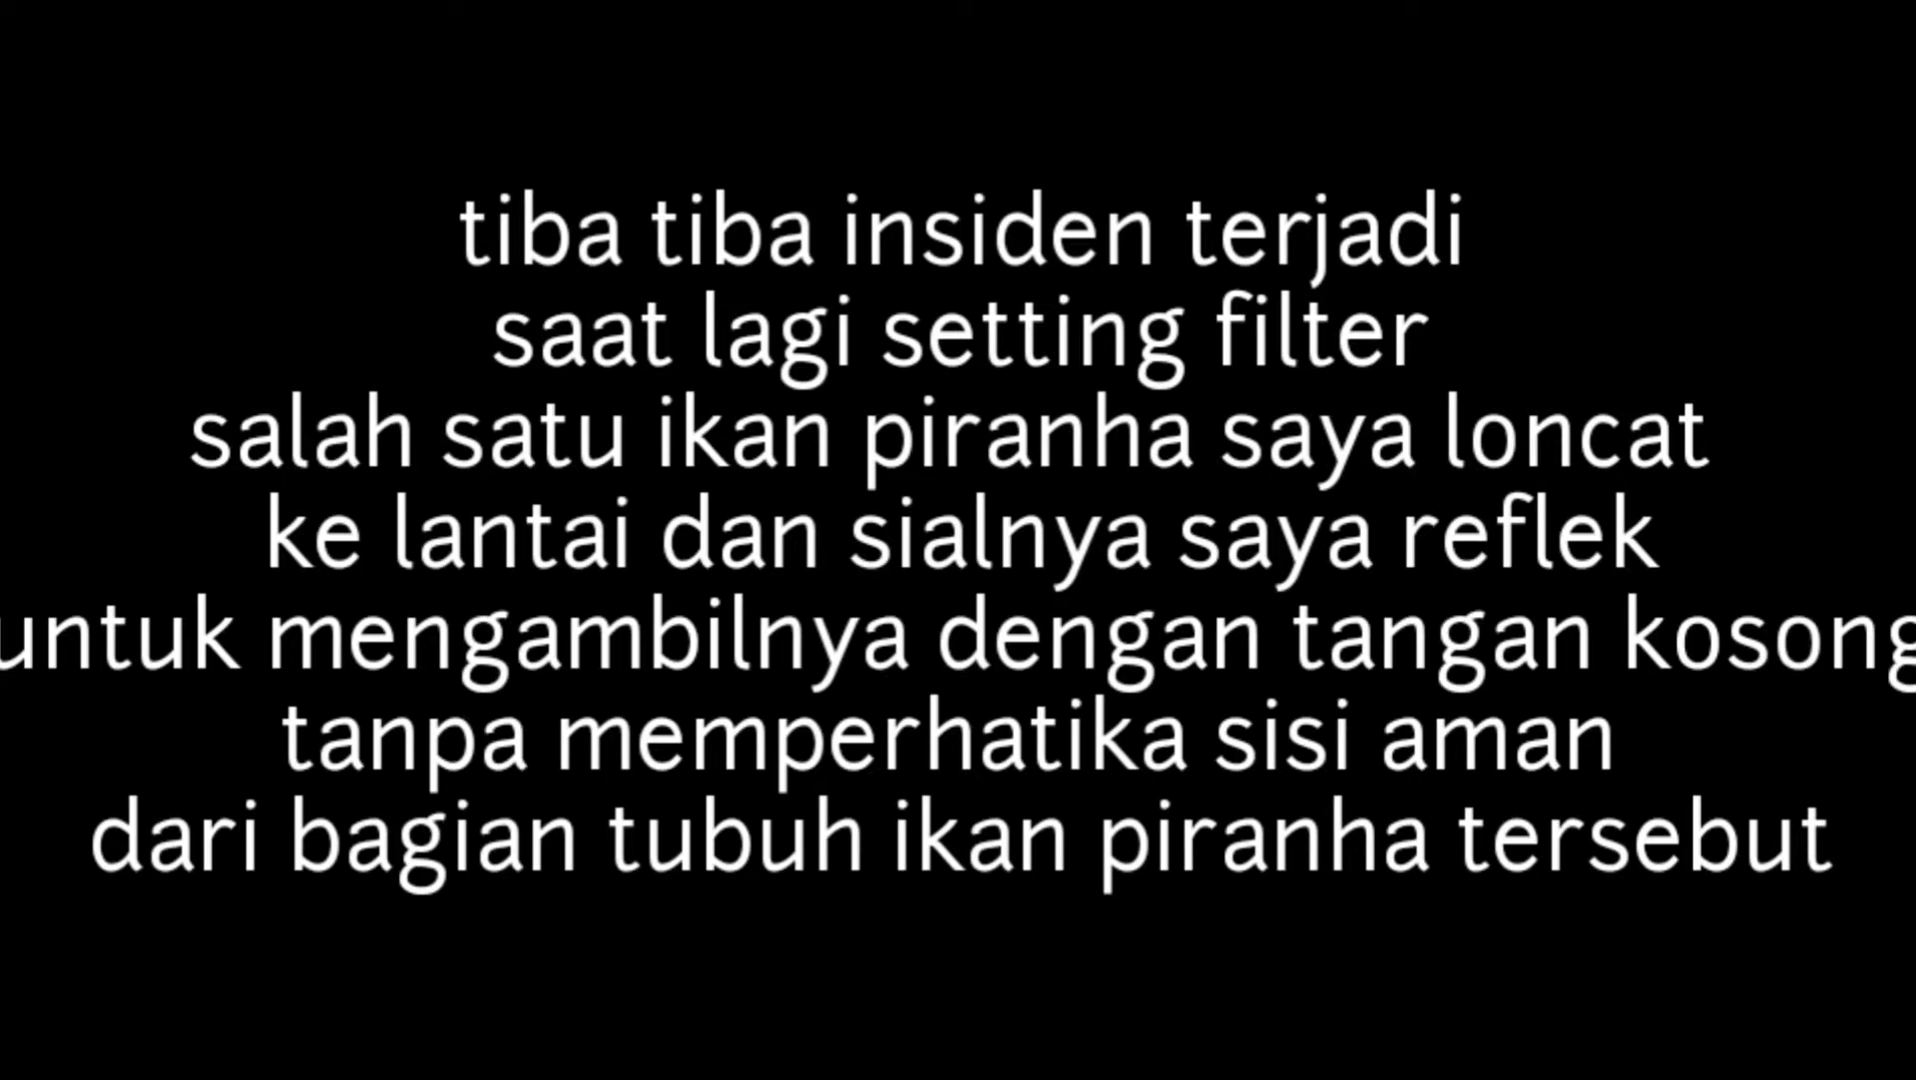 tiba tiba insiden terjadi
saat lagi setting filter
salah satu ikan piranha saya loncat
ke lantai dan sialnya saya reflek
untuk mengambilnya dengan tangan kosong
tanpa memperhatika sisi aman
dari bagian tubuh ikan piranha tersebut